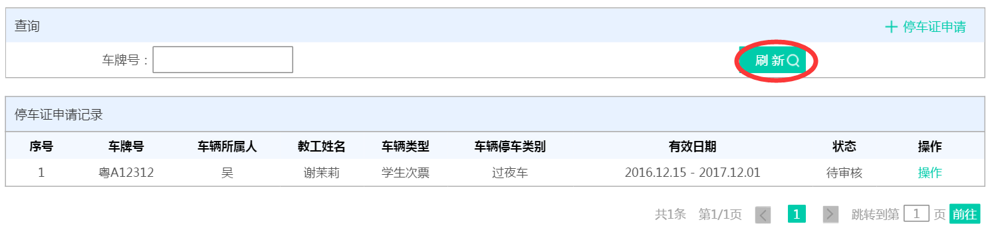 查询 停车证申请
车牌号：
刷 新
停车证申请记录
序号 车牌号 车辆所属人 教工姓名 车辆类型 车辆停车类别 有效日期 状态 操作
1 粤A12312 吴 谢茉莉 学生次票 过夜车 2016.12.15 - 2017.12.01 待审核 操作
共1条 第1/1页 1 跳转到第 1 页 前往